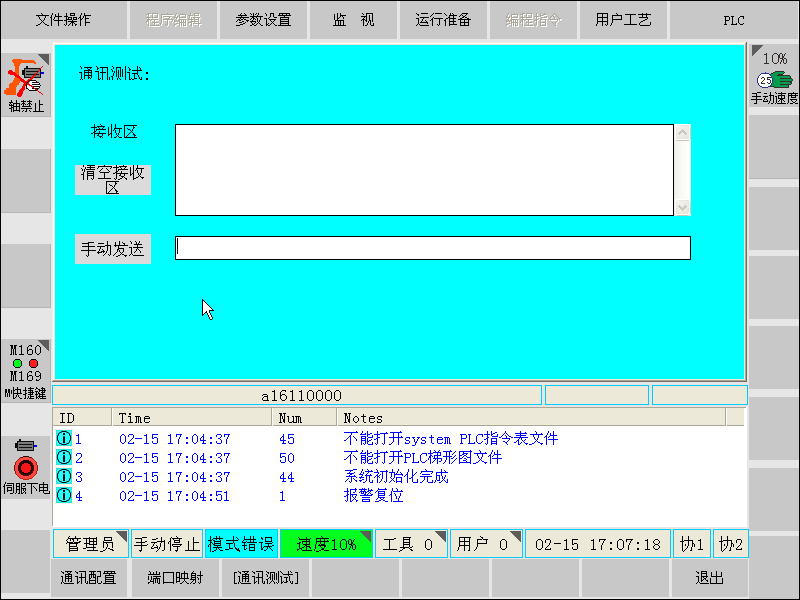 文件操作 程序编辑 参数设置 监 视 运行准备 编程指令 用户工艺 PLC
轴禁止
10%
25
手动速度
通讯测试:
接收区
清空接收
区
手动发送
M160
M169
M快捷键
a16110000
ID Time Num Notes
1 02-15 17:04:37 45 不能打开system PLC指令表文件
2 02-15 17:04:37 50 不能打开PLC梯形图文件
3 02-15 17:04:37 44 系统初始化完成
4 02-15 17:04:51 1 报警复位
伺服下电
管理员 手动停止 模式错误 速度10% 工具 0 用户 0 02-15 17:07:18 协1 协2
通讯配置 端口映射 [通讯测试] 退出